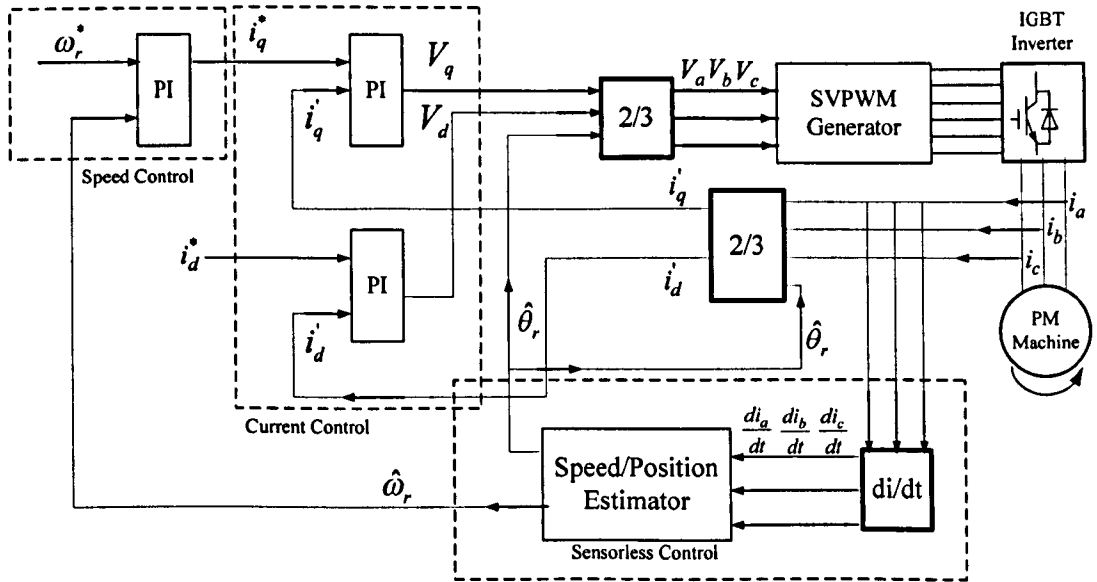 IGBT
Inverter
ω_r^*
PI
i_q^*
PI
V_q
V_d
i_q^'
2/3
V_a V_b V_c
SVPWM
Generator
Speed Control
i_q^'
i_a
i_b
i_c
2/3
i_d^*
PI
i_d^'
i_d^'
θ̂_r
θ̂_r
PM
Machine
Current Control
di_a/dt di_b/dt di_c/dt
Speed/Position
Estimator
di/dt
ω̂_r
Sensorless Control